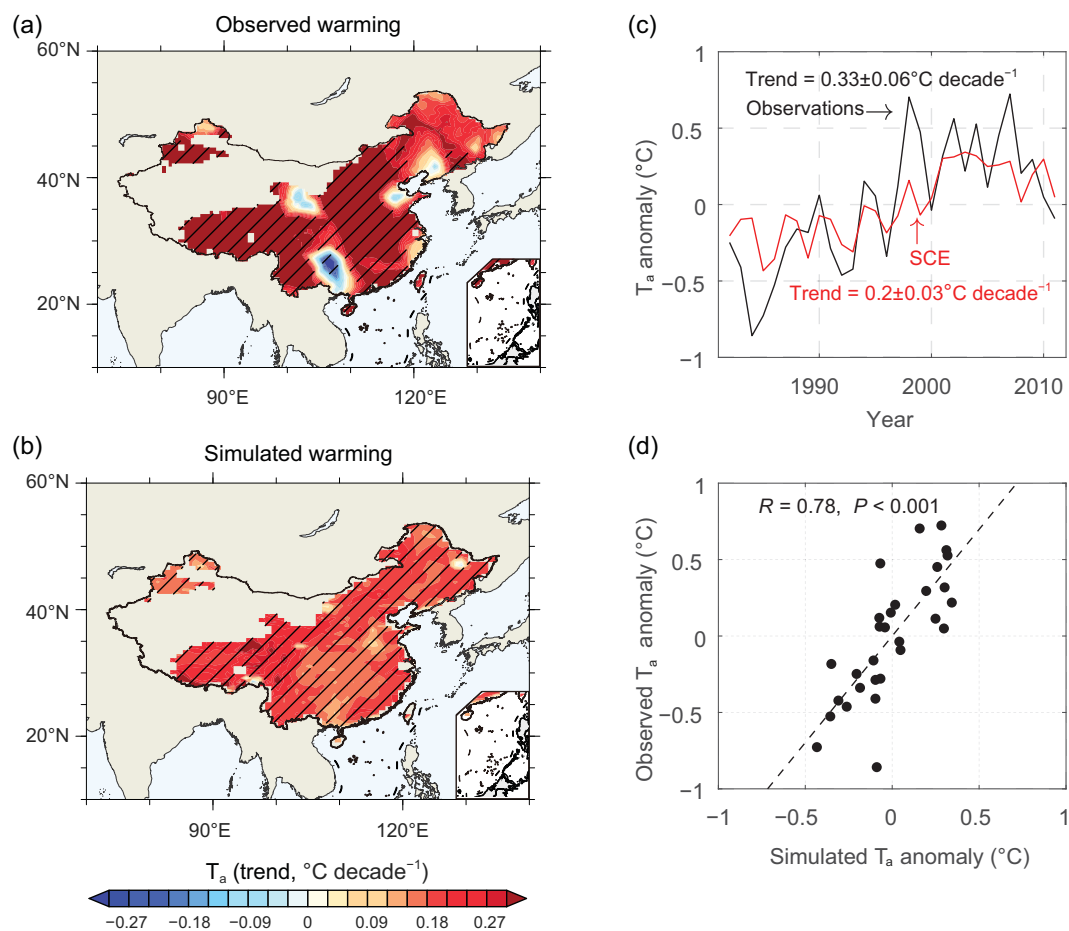 (a)
Observed warming
60°N
40°N
20°N
90°E
120°E
(b)
Simulated warming
60°N
40°N
20°N
90°E
120°E
Tₐ (trend, °C decade⁻¹)
−0.27 −0.18 −0.09 0 0.09 0.18 0.27
(c)
Trend = 0.33±0.06°C decade⁻¹
Observations
SCE
Trend = 0.2±0.03°C decade⁻¹
Tₐ anomaly (°C)
1
0.5
0
−0.5
−1
1990 2000 2010
Year
(d)
R = 0.78, P < 0.001
Observed Tₐ anomaly (°C)
1
0.5
0
−0.5
−1
−1 −0.5 0 0.5 1
Simulated Tₐ anomaly (°C)